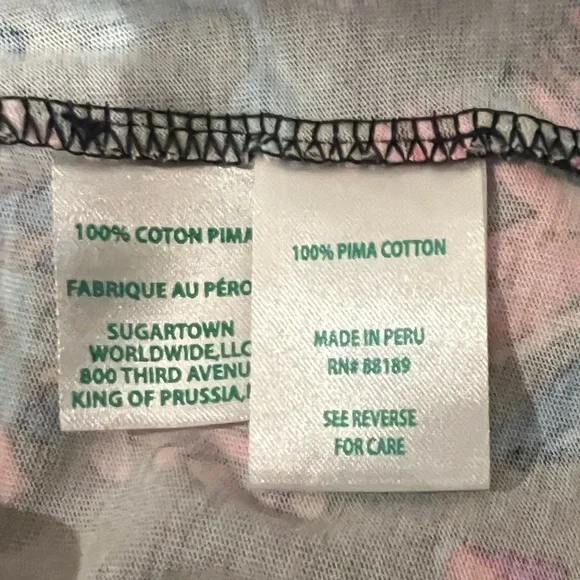 100% COTON PIMA
FABRIQUE AU PÉRO
SUGARTOWN
WORLDWIDE,LLC
800 THIRD AVENU
KING OF PRUSSIA,
100% PIMA COTTON
MADE IN PERU
RN# 88189
SEE REVERSE
FOR CARE